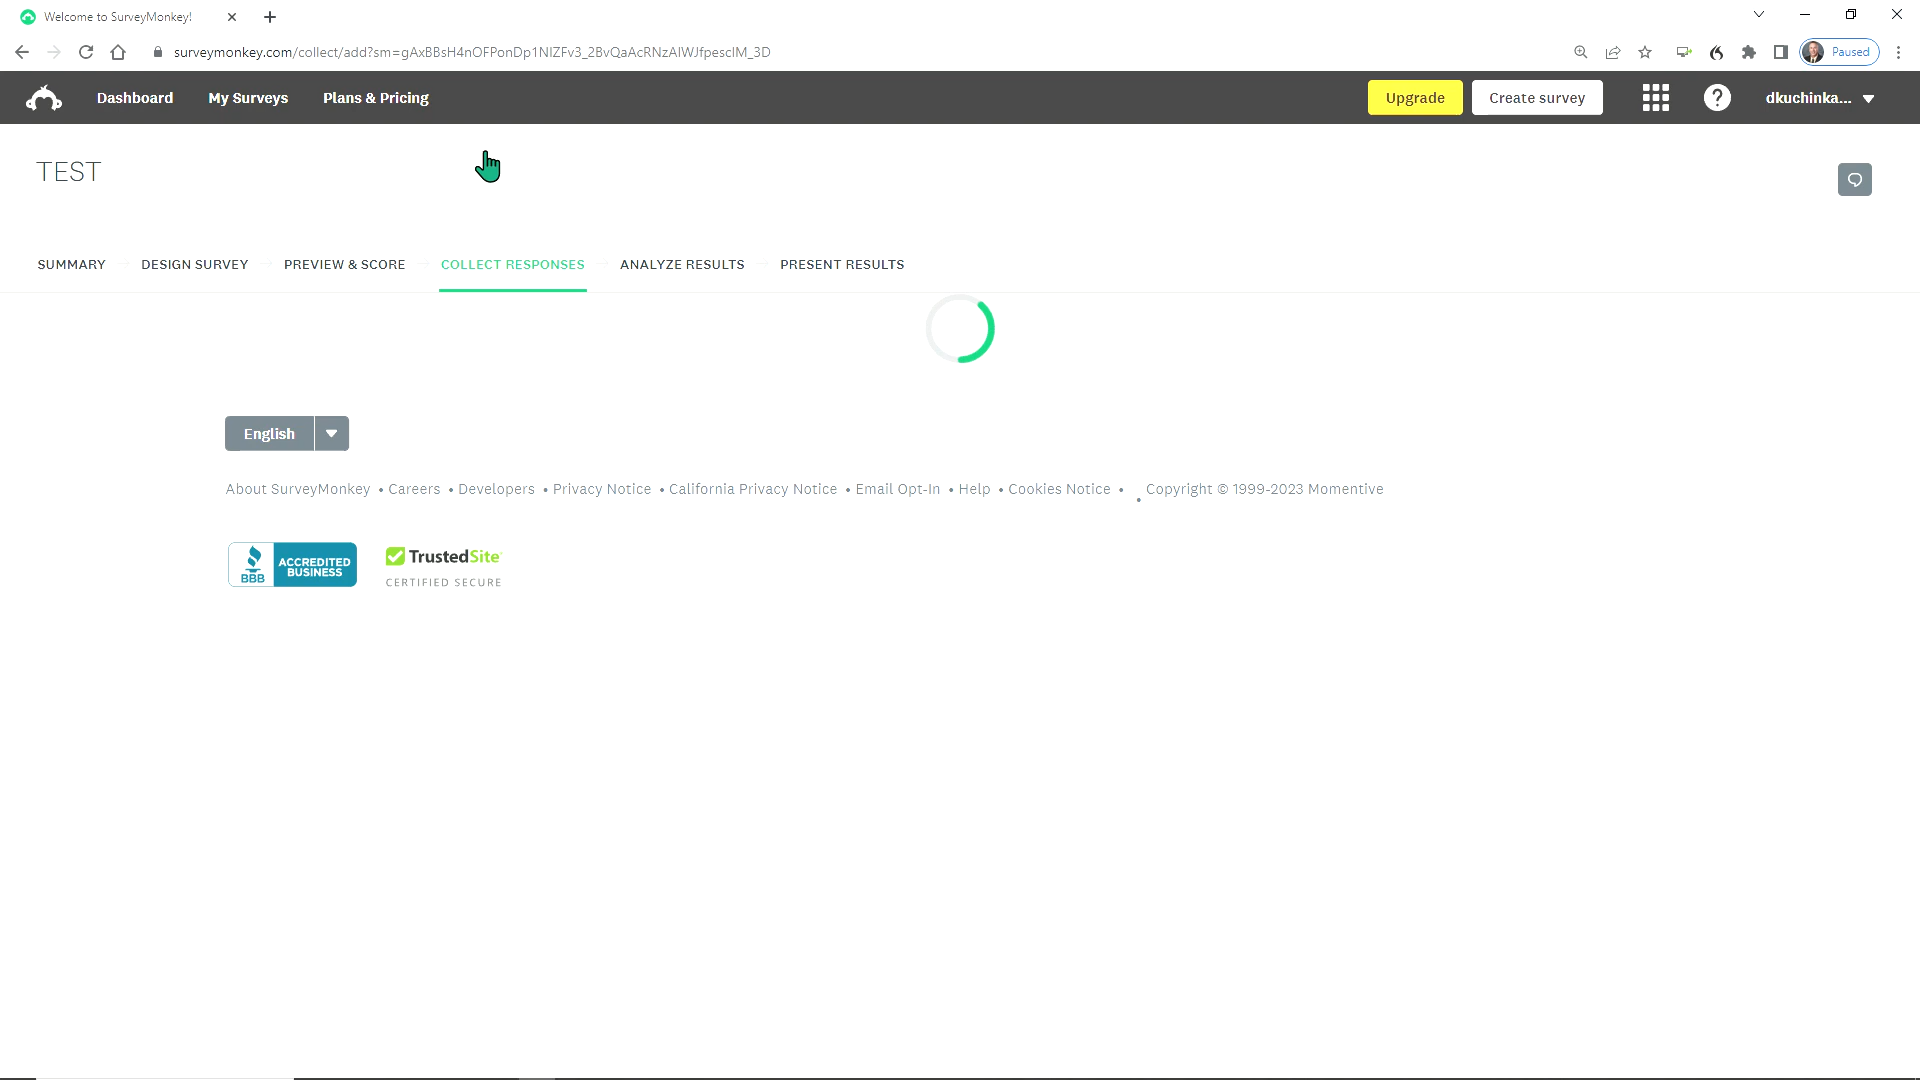 Welcome to SurveyMonkey!
surveymonkey.com/collect/add?sm=gAxBBsH4nOFPonDp1NIZFv3_2BvQaAcRNzAlWJfpesclM_3D
Paused
Dashboard My Surveys Plans & Pricing Upgrade Create survey ? dkuchinka...
TEST
SUMMARY DESIGN SURVEY PREVIEW & SCORE COLLECT RESPONSES ANALYZE RESULTS PRESENT RESULTS
English
About SurveyMonkey • Careers • Developers • Privacy Notice • California Privacy Notice • Email Opt-In • Help • Cookies Notice • • Copyright © 1999-2023 Momentive
BBB ACCREDITED BUSINESS
TrustedSite
CERTIFIED SECURE